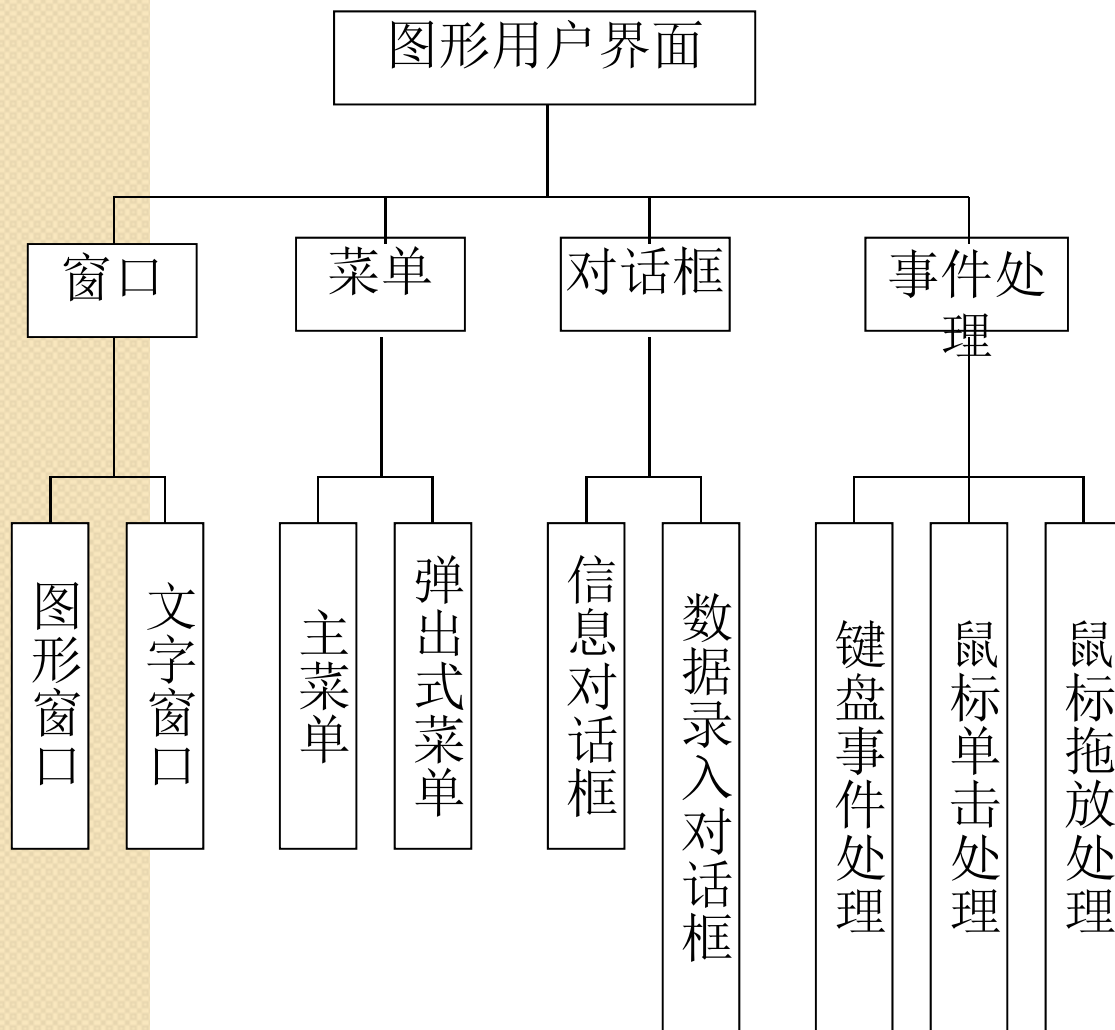 图形用户界面
窗口
菜单
对话框
事件处
理
图形窗口
文字窗口
主菜单
弹出式菜单
信息对话框
数据录入对话框
键盘事件处理
鼠标单击处理
鼠标拖放处理